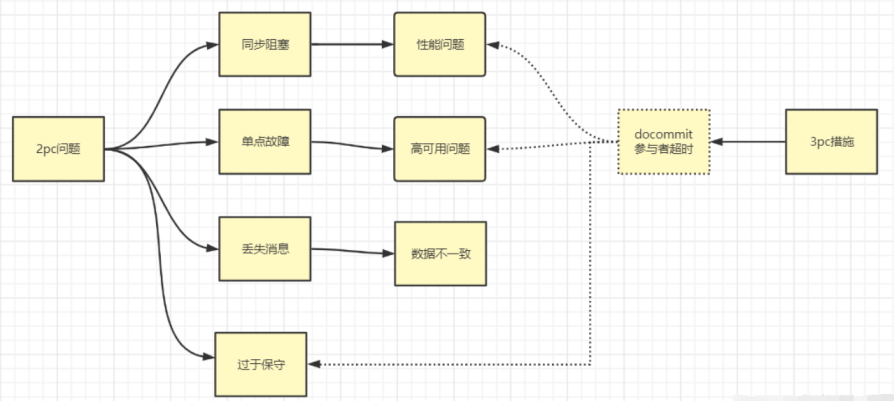 同步阻塞
性能问题
2pc问题
单点故障
高可用问题
docommit
参与者超时
3pc措施
丢失消息
数据不一致
过于保守